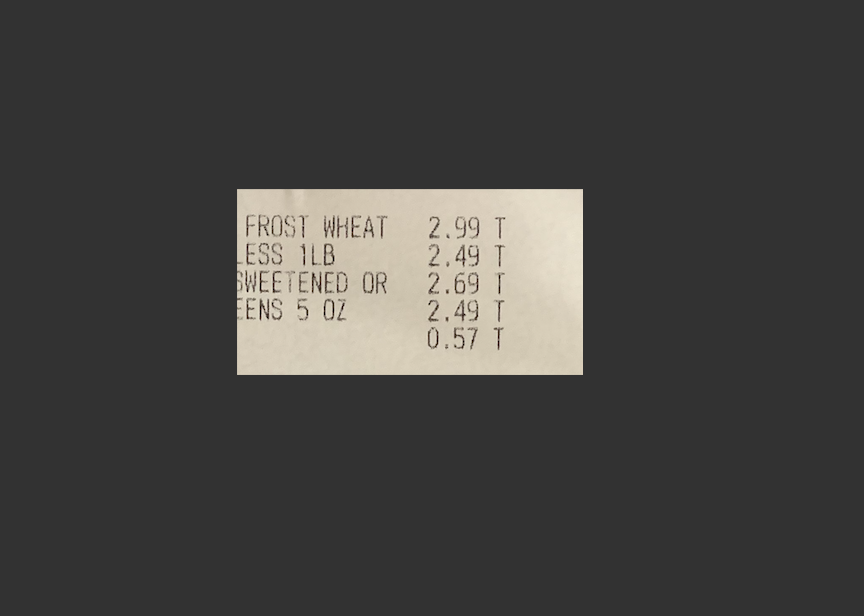 FROST WHEAT 2.99 T
LESS 1LB 2.49 T
SWEETENED OR 2.69 T
EENS 5 OZ 2.49 T
0.57 T